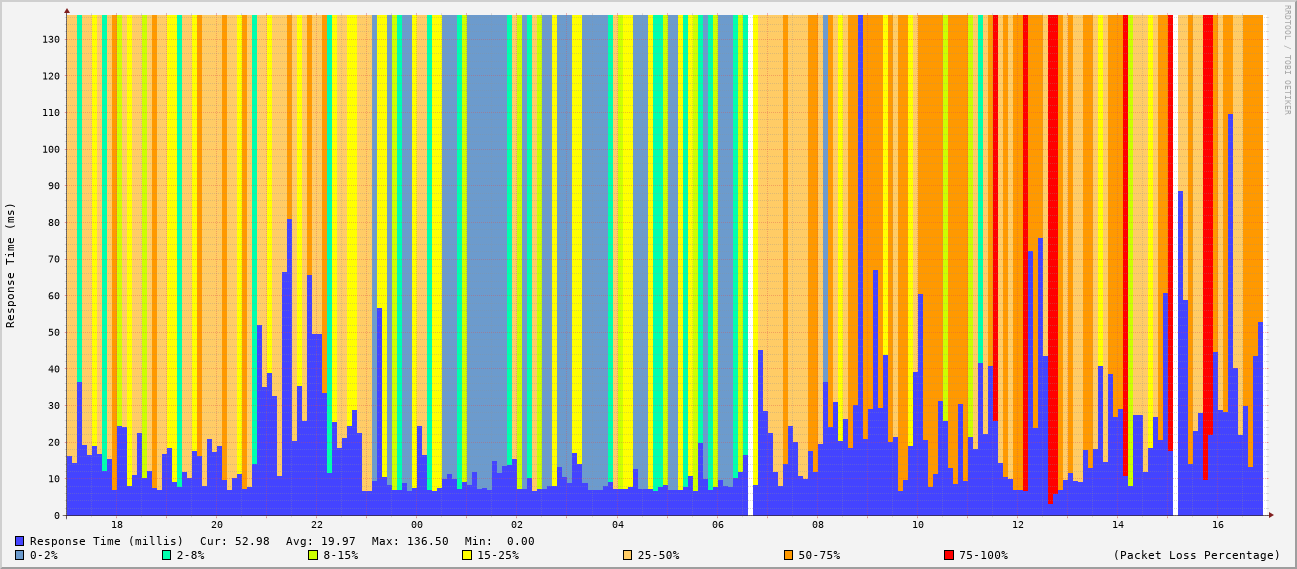 RRDTOOL / TOBI OETIKER
Response Time (ms)
130
120
110
100
90
80
70
60
50
40
30
20
10
0
18 20 22 00 02 04 06 08 10 12 14 16
Response Time (millis) Cur: 52.98 Avg: 19.97 Max: 136.50 Min: 0.00
0-2% 2-8% 8-15% 15-25% 25-50% 50-75% 75-100% (Packet Loss Percentage)